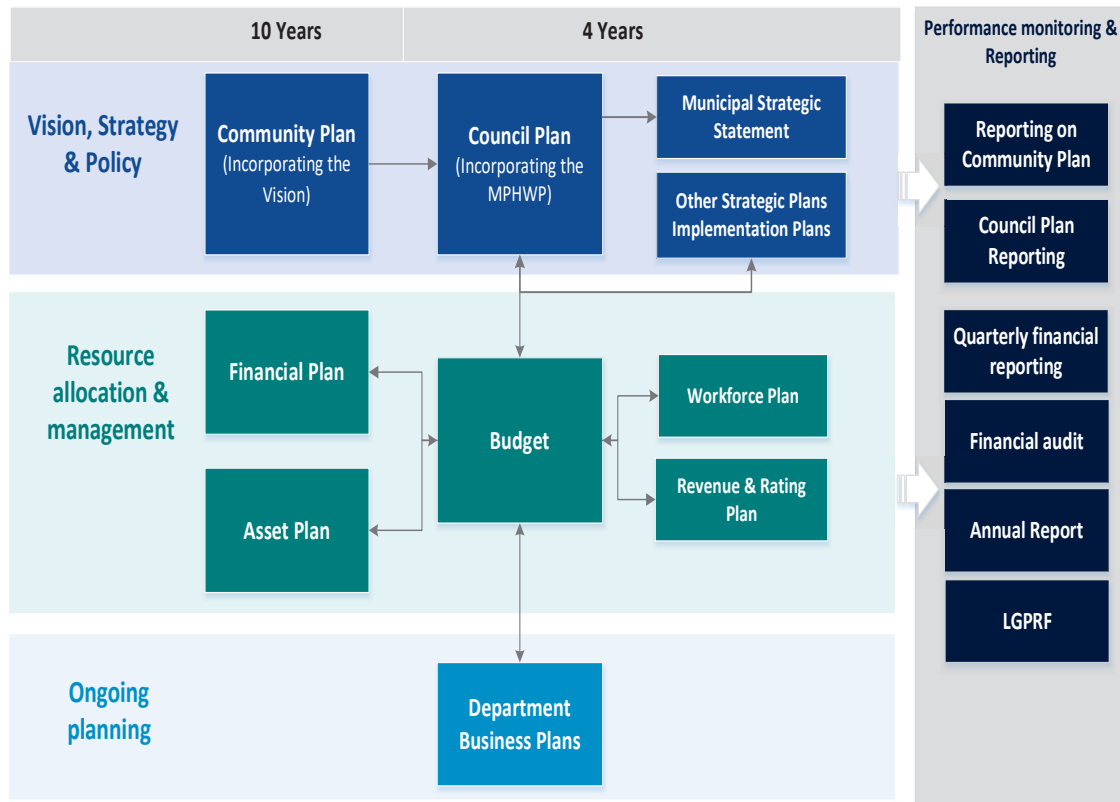 10 Years
4 Years
Performance monitoring &
Reporting
Vision, Strategy
& Policy
Community Plan
(Incorporating the
Vision)
Council Plan
(Incorporating the
MPHWP)
Municipal Strategic
Statement
Other Strategic Plans
Implementation Plans
Reporting on
Community Plan
Council Plan
Reporting
Resource
allocation &
management
Financial Plan
Asset Plan
Budget
Workforce Plan
Revenue & Rating
Plan
Quarterly financial
reporting
Financial audit
Annual Report
LGPRF
Ongoing
planning
Department
Business Plans